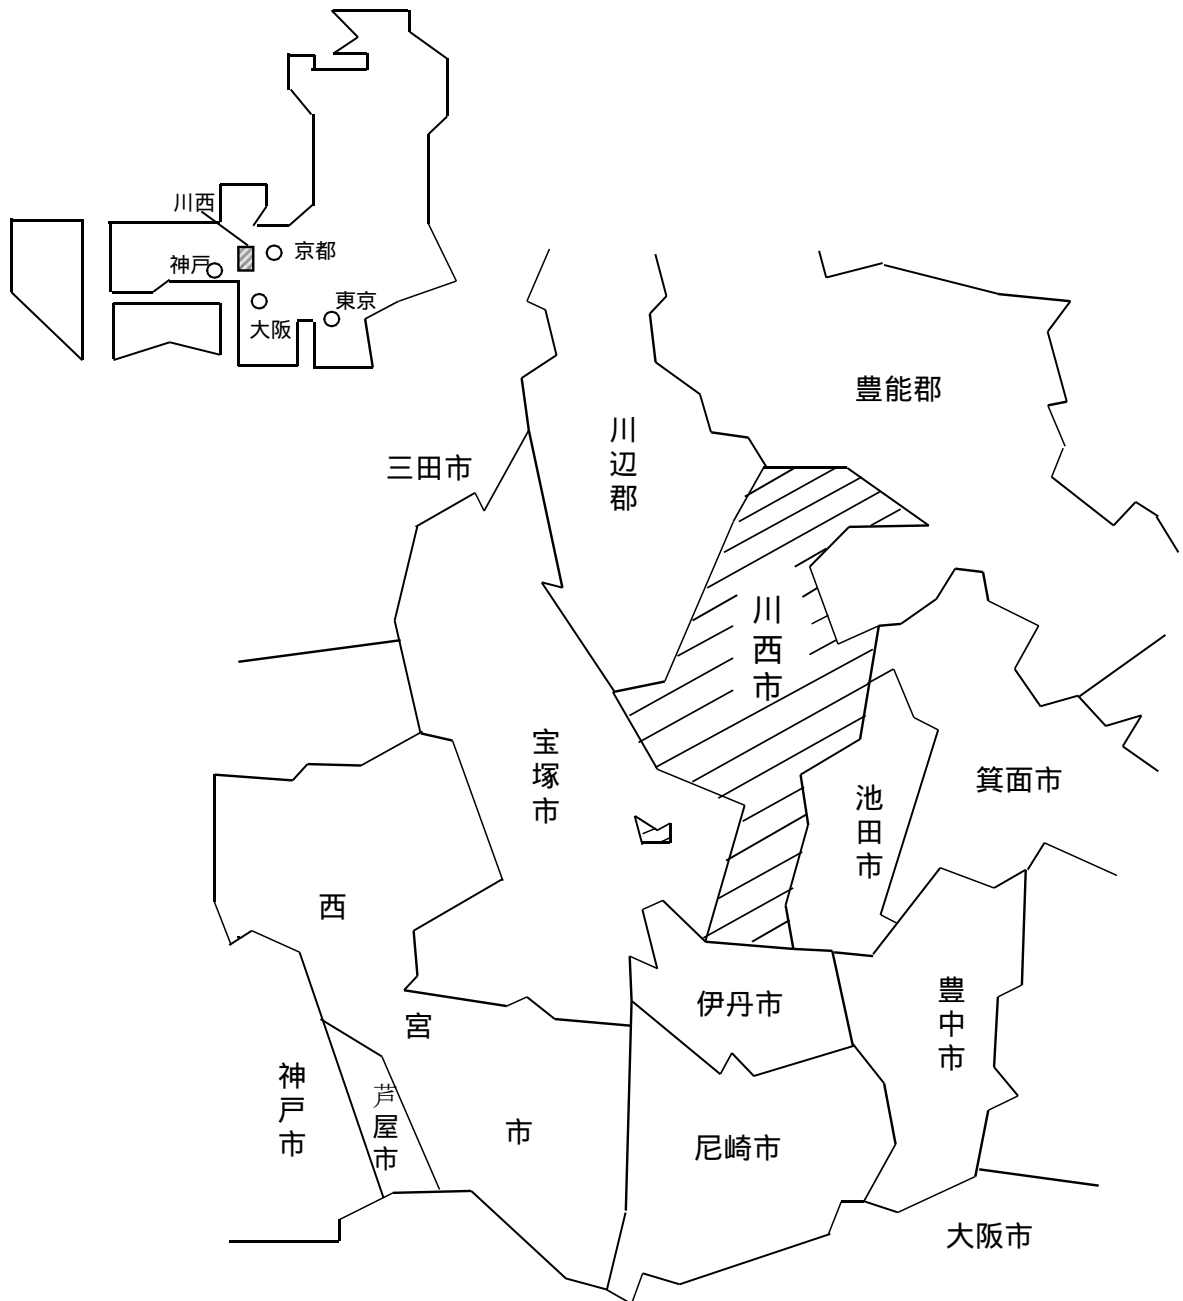 川西
京都
神戸
東京
大阪
豊能郡
川辺郡
三田市
川西市
宝塚市
箕面市
池田市
西宮市
伊丹市
豊中市
神戸市
芦屋市
尼崎市
大阪市